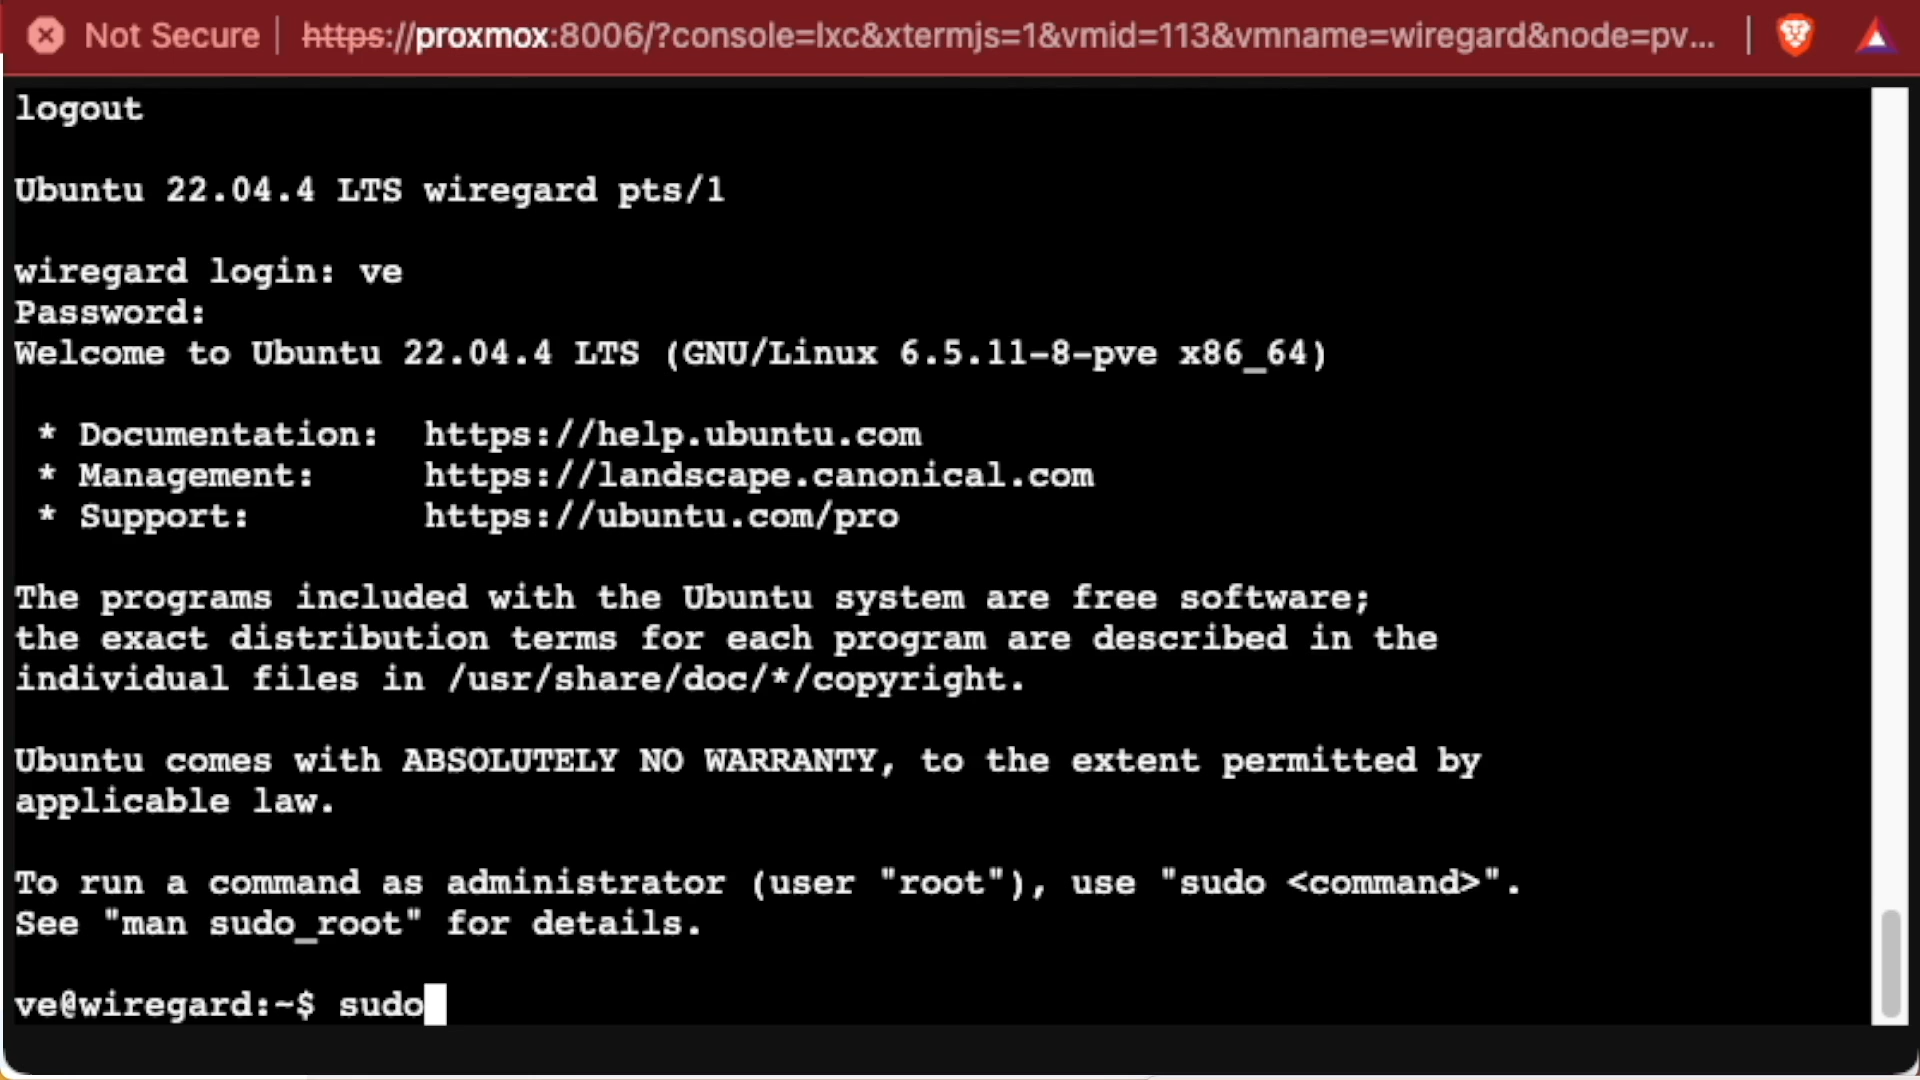 Not Secure | https://proxmox:8006/?console=lxc&xtermjs=1&vmid=113&vmname=wiregard&node=pv...
logout
Ubuntu 22.04.4 LTS wiregard pts/1
wiregard login: ve
Password:
Welcome to Ubuntu 22.04.4 LTS (GNU/Linux 6.5.11-8-pve x86_64)
* Documentation: https://help.ubuntu.com
* Management: https://landscape.canonical.com
* Support: https://ubuntu.com/pro
The programs included with the Ubuntu system are free software;
the exact distribution terms for each program are described in the
individual files in /usr/share/doc/*/copyright.
Ubuntu comes with ABSOLUTELY NO WARRANTY, to the extent permitted by
applicable law.
To run a command as administrator (user "root"), use "sudo <command>".
See "man sudo_root" for details.
ve@wiregard:~$ sudo